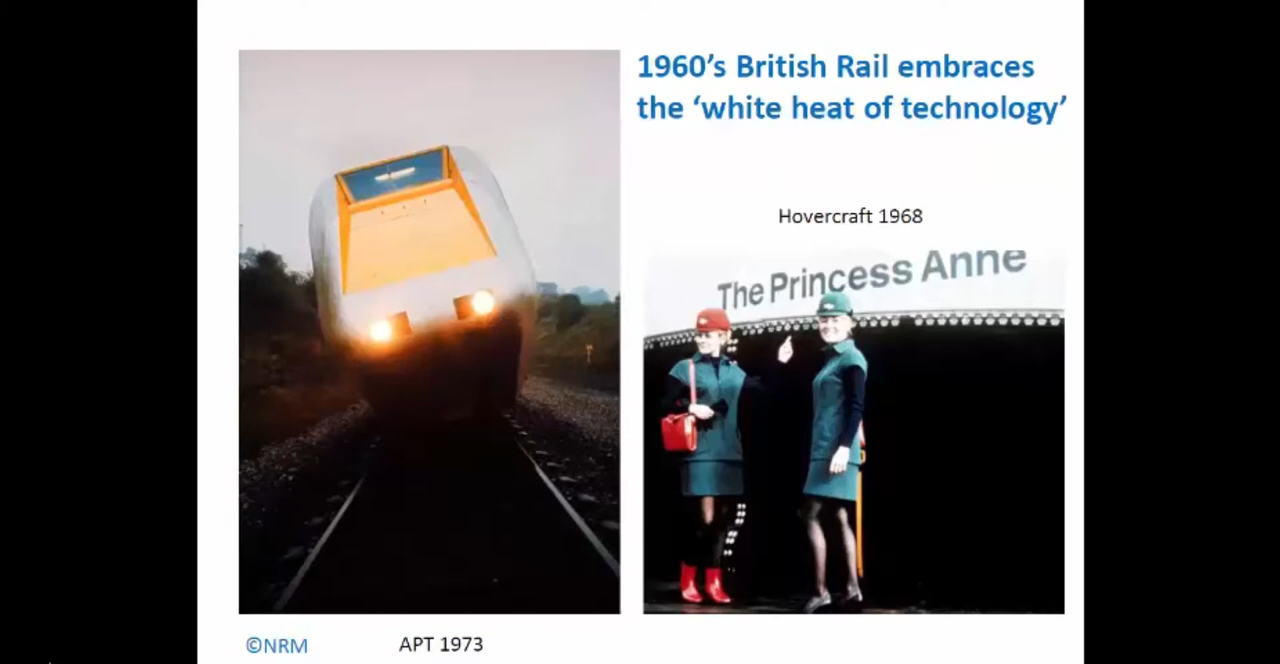 1960’s British Rail embraces
the ‘white heat of technology’
Hovercraft 1968
The Princess Anne
©NRM
APT 1973